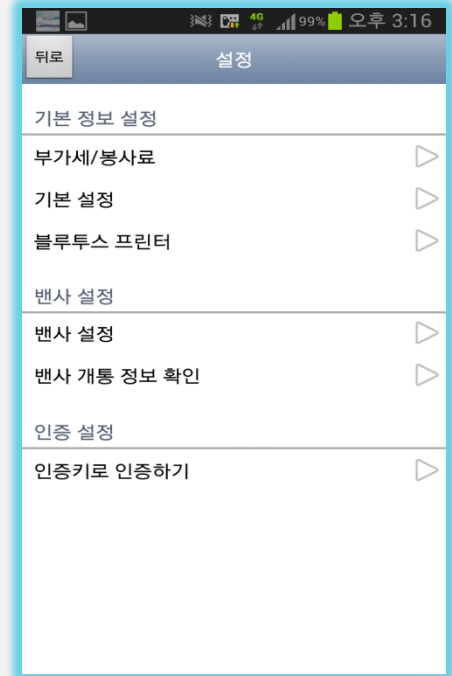 4G 99% 오후 3:16
뒤로 설정
기본 정보 설정
부가세/봉사료
기본 설정
블루투스 프린터
밴사 설정
밴사 설정
밴사 개통 정보 확인
인증 설정
인증키로 인증하기